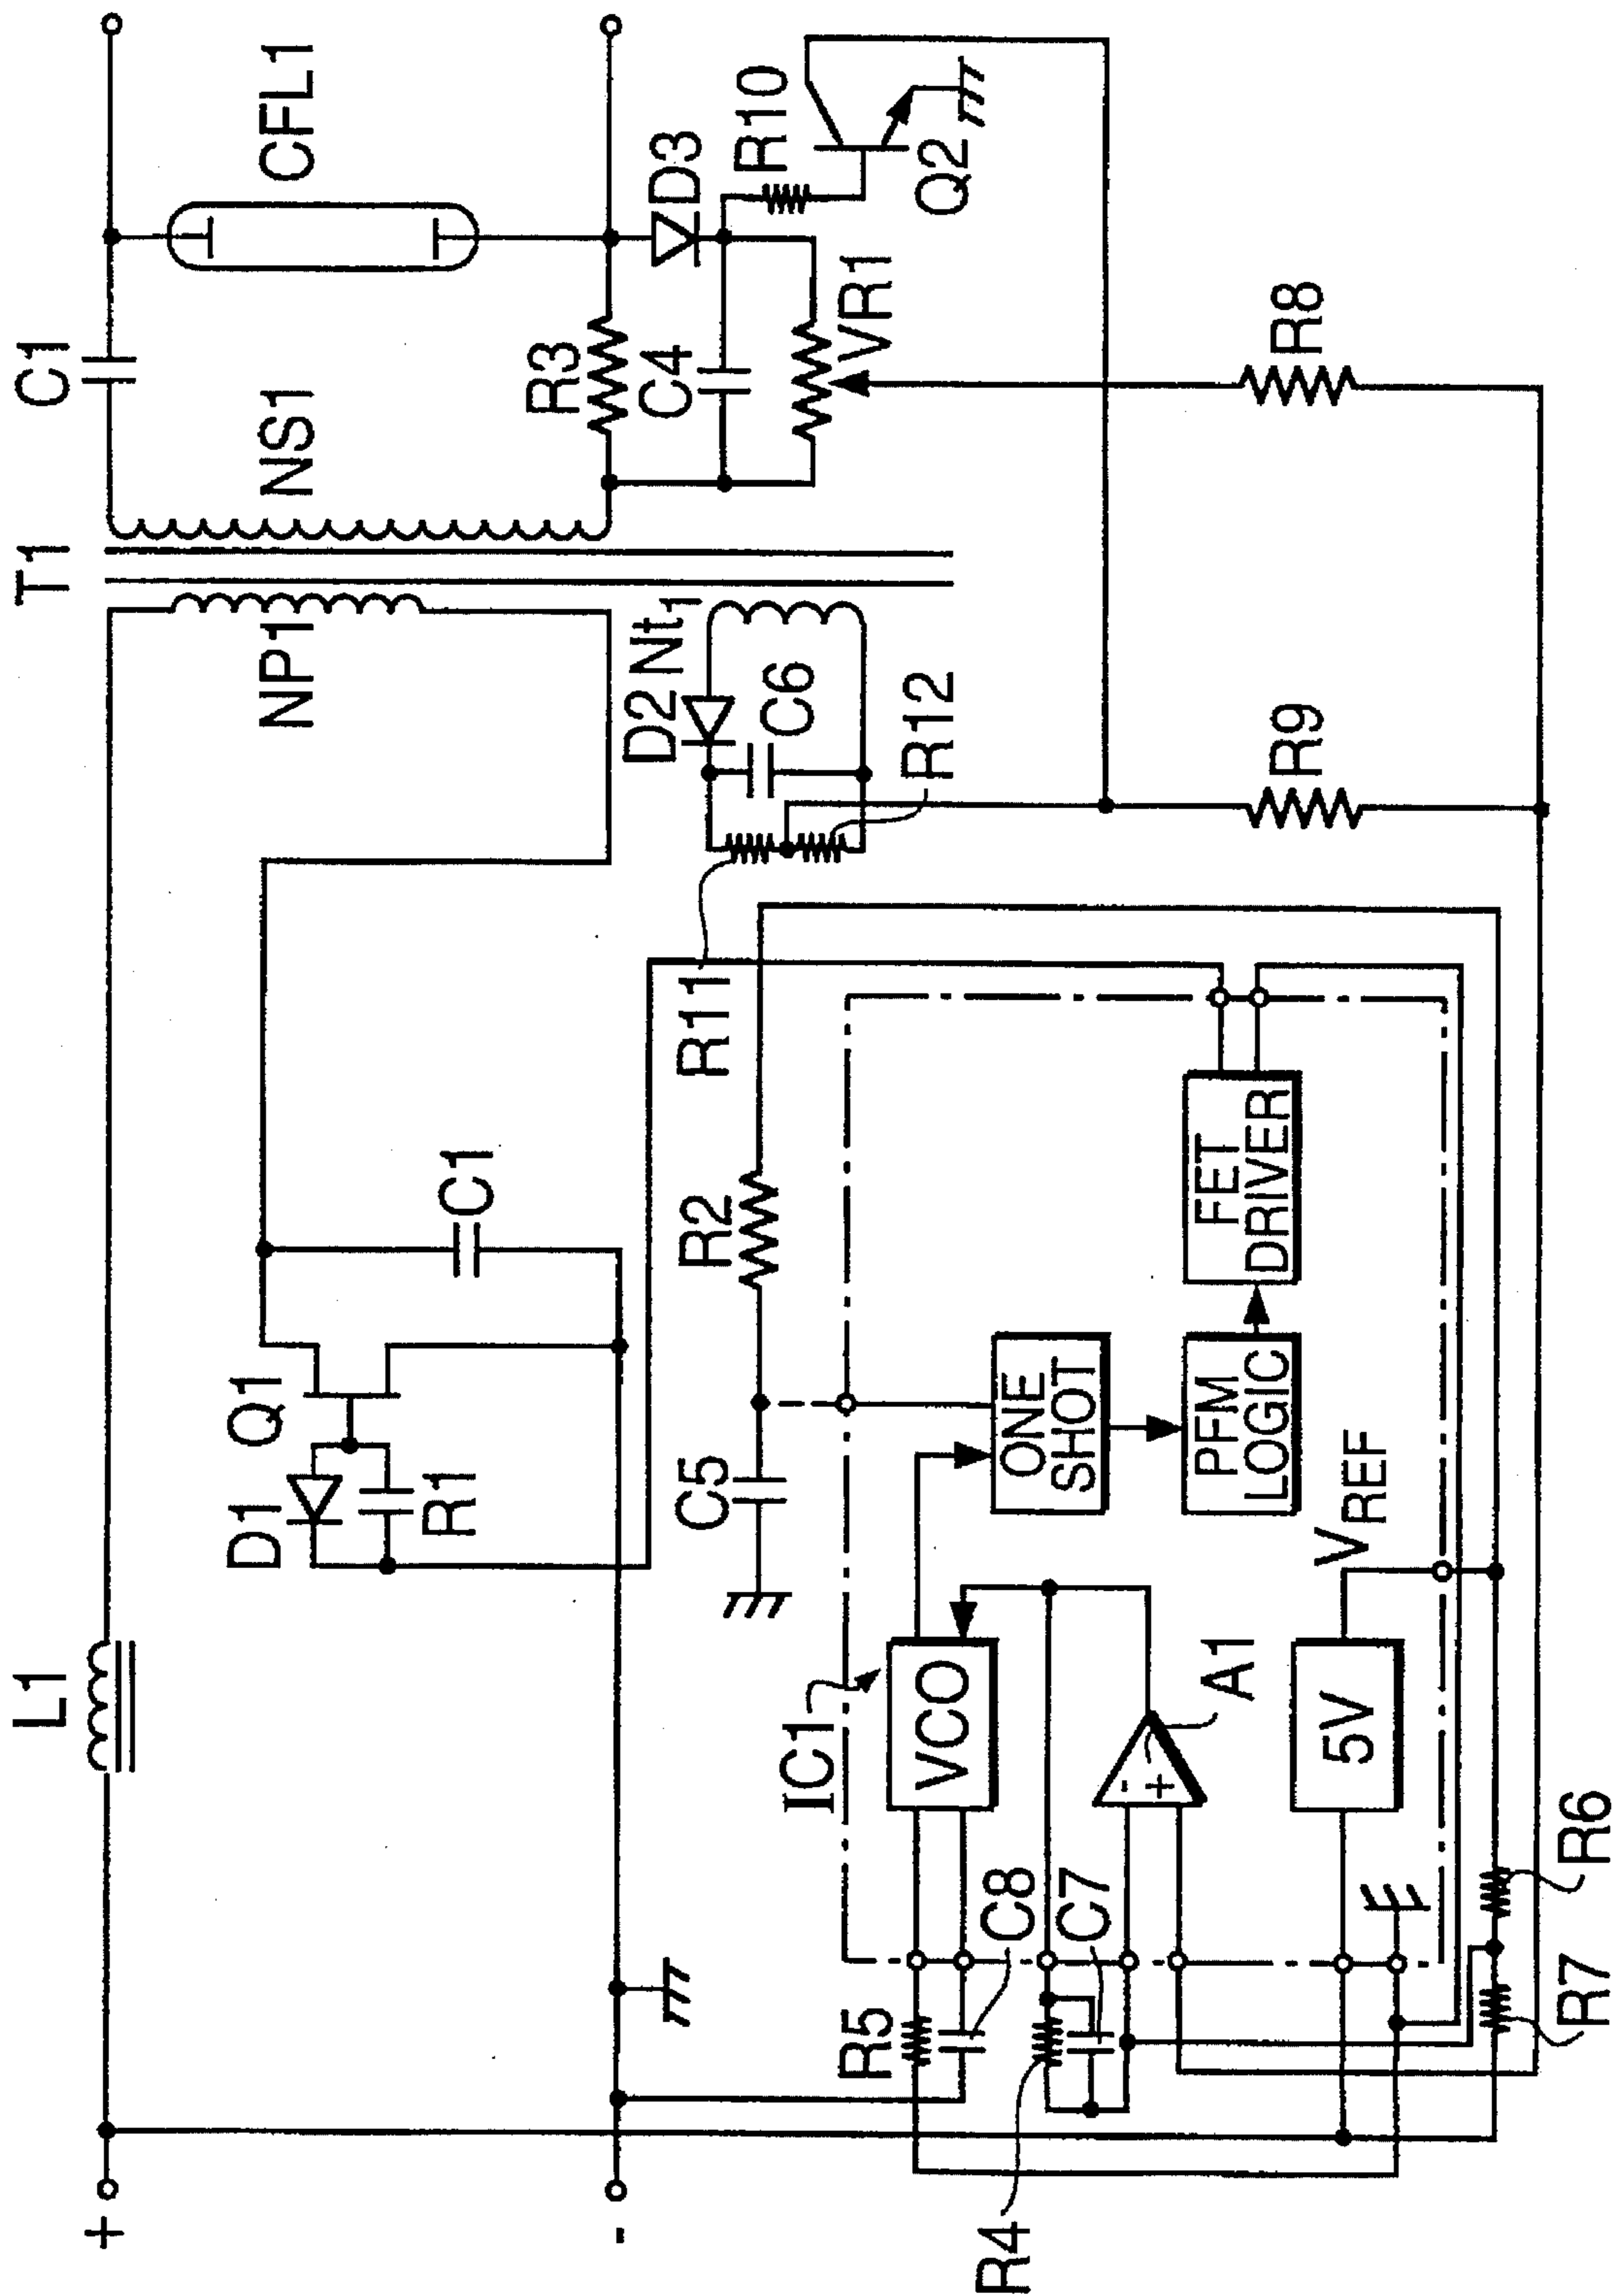 L1
T1
C1
NP1
NS1
CFL1
Q1
D1
R1
C1
D2
Nt1
C6
R11
R12
R3
C4
VR1
D3
R10
Q2
C5
R2
R9
R8
IC1
VCO
ONE
SHOT
PFM
LOGIC
FET
DRIVER
A1
-
+
5V
VREF
R5
C8
R4
C7
R7
R6
+
-